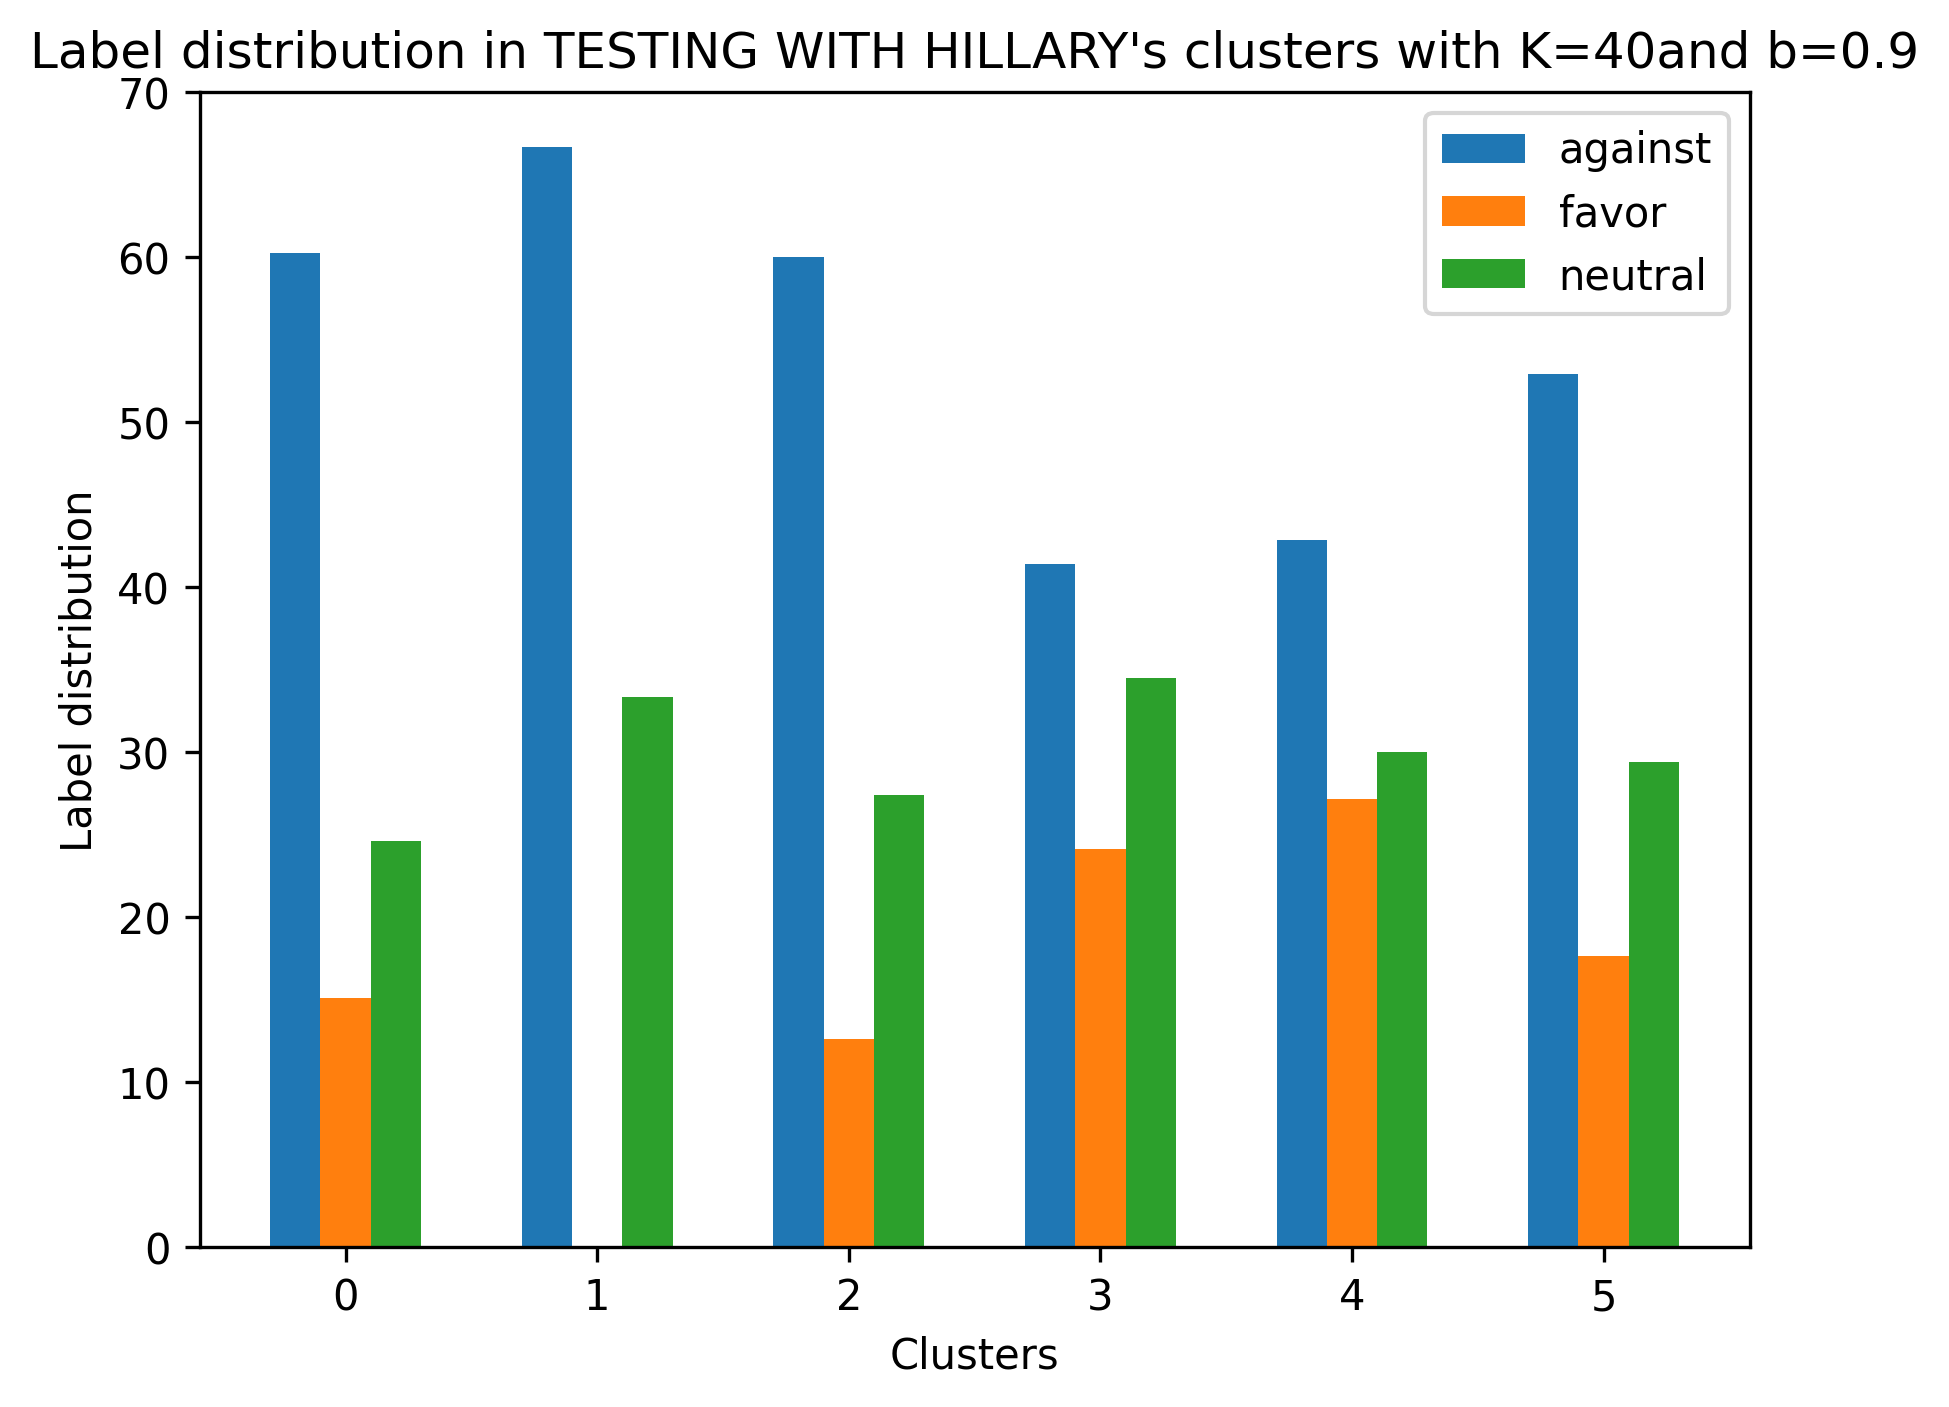 Label distribution in TESTING WITH HILLARY's clusters with K=40and b=0.9
70
60
50
40
30
20
10
0
Label distribution
against
favor
neutral
0 1 2 3 4 5
Clusters